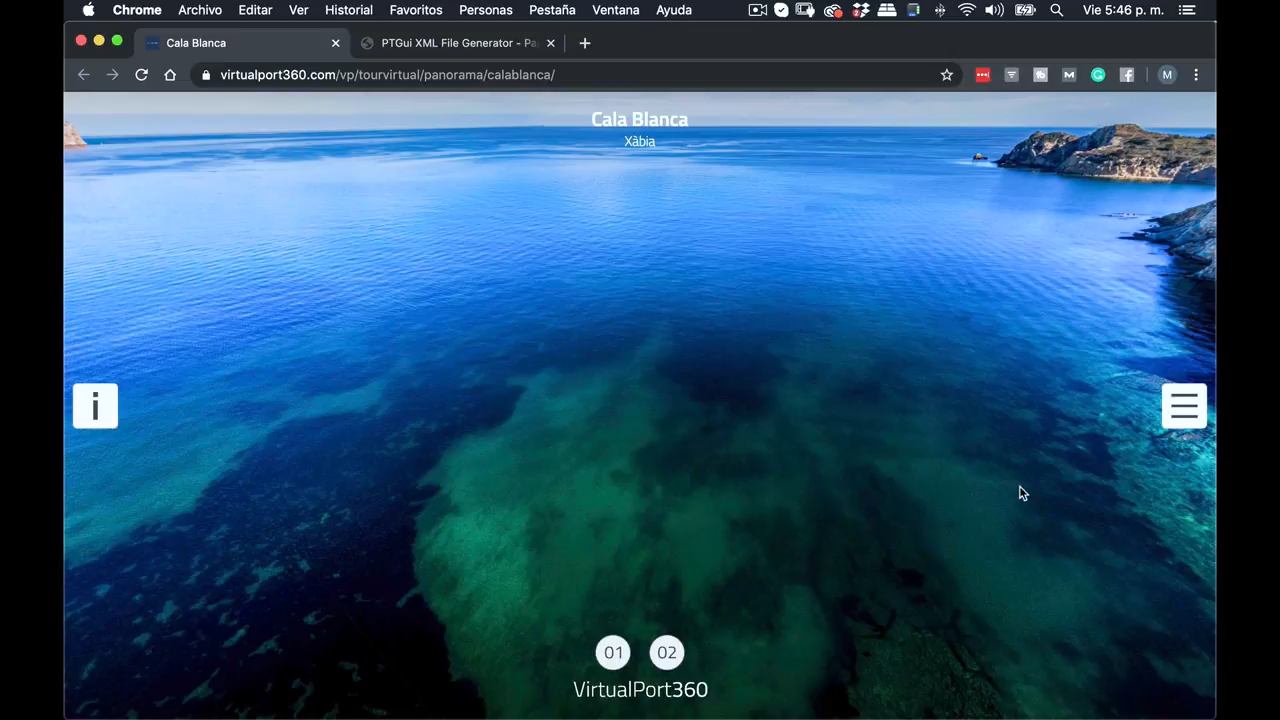 Chrome Archivo Editar Ver Historial Favoritos Personas Pestaña Ventana Ayuda Vie 5:46 p. m.
Cala Blanca PTGui XML File Generator - Pa
virtualport360.com/vp/tourvirtual/panorama/calablanca/ M
Cala Blanca
Xàbia
i
01 02
VirtualPort360